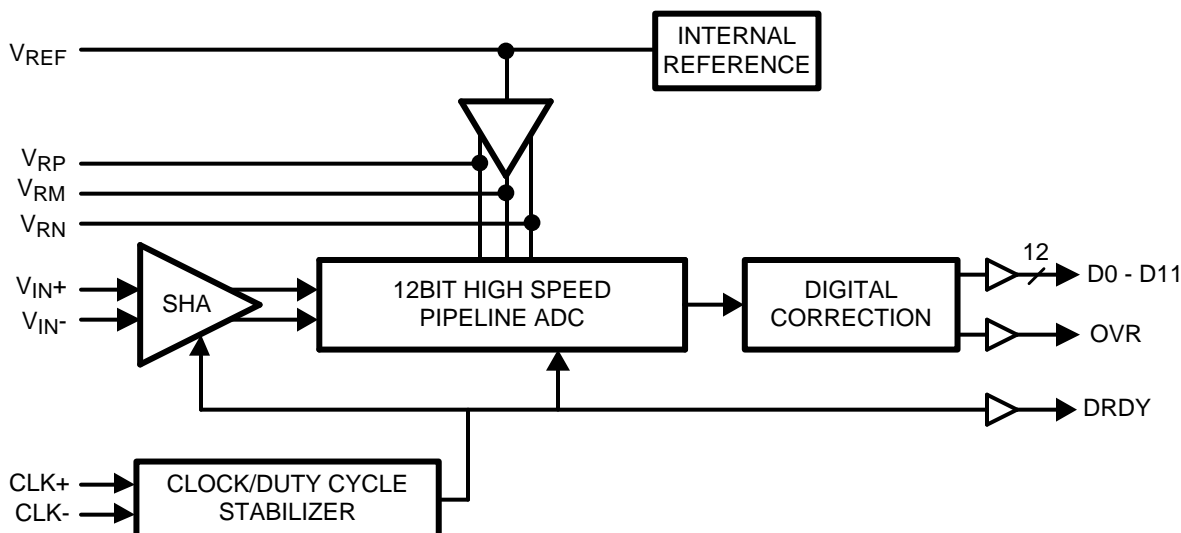 INTERNAL
REFERENCE
VREF
VRP
VRM
VRN
VIN+
VIN-
SHA
12BIT HIGH SPEED
PIPELINE ADC
DIGITAL
CORRECTION
12
D0 - D11
OVR
DRDY
CLK+
CLK-
CLOCK/DUTY CYCLE
STABILIZER